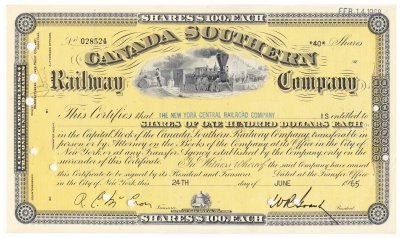 FEB 14 1968
SHARES $100, EACH
No 028524
*40* Shares
CANADA SOUTHERN
Railway Company
This Certifies that THE NEW YORK CENTRAL RAILROAD COMPANY is entitled to
SHARES OF ONE HUNDRED DOLLARS EACH
in the Capital Stock of the Canada Southern Railway Company, transferable in
person or by Attorney on the Books of the Company at its Office in the City
of New York or at any Transfer Agency established by the Company, only on the
surrender of this Certificate. In Witness Whereof the said Company have caused
this Certificate to be signed by its President and Treasurer
in the City of New York, this 24TH day of JUNE 1965
SHARES $100, EACH